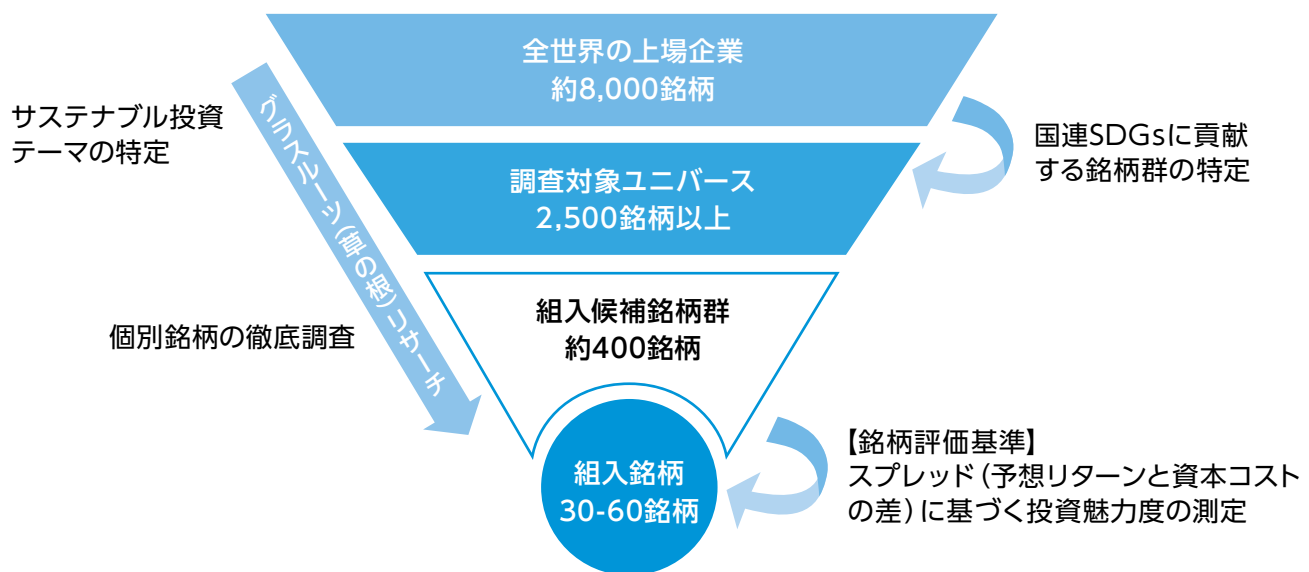 全世界の上場企業
約8,000銘柄
サステナブル投資
テーマの特定
グラスルーツ(草の根)リサーチ
国連SDGsに貢献
する銘柄群の特定
調査対象ユニバース
2,500銘柄以上
個別銘柄の徹底調査
組入候補銘柄群
約400銘柄
組入銘柄
30-60銘柄
【銘柄評価基準】
スプレッド(予想リターンと資本コスト
の差)に基づく投資魅力度の測定